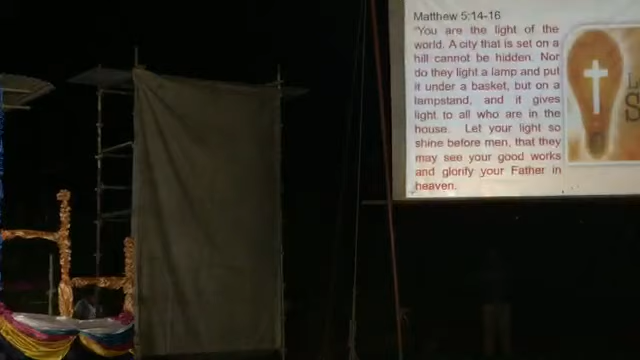 Matthew 5:14-16
"You are the light of the
world. A city that is set on a
hill cannot be hidden. Nor
do they light a lamp and put
it under a basket, but on a
lampstand, and it gives
light to all who are in the
house. Let your light so
shine before men, that they
may see your good works
and glorify your Father in
heaven.